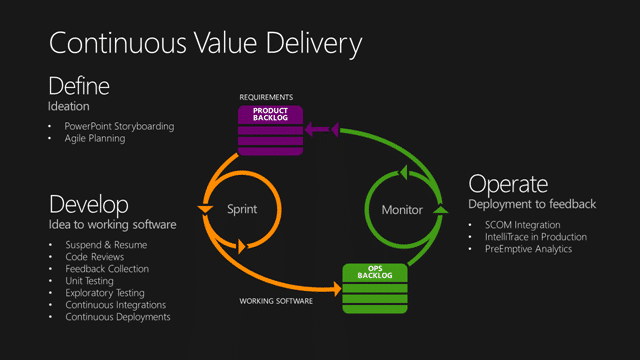 Continuous Value Delivery
Define
Ideation
• PowerPoint Storyboarding
• Agile Planning
Develop
Idea to working software
• Suspend & Resume
• Code Reviews
• Feedback Collection
• Unit Testing
• Exploratory Testing
• Continuous Integrations
• Continuous Deployments
REQUIREMENTS
PRODUCT
BACKLOG
Sprint
Monitor
WORKING SOFTWARE
OPS
BACKLOG
Operate
Deployment to feedback
• SCOM Integration
• IntelliTrace in Production
• PreEmptive Analytics